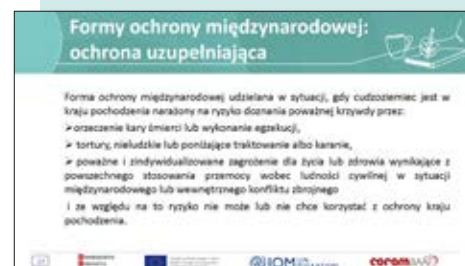 Formy ochrony międzynarodowej:
ochrona uzupełniająca
Forma ochrony międzynarodowej udzielana w sytuacji, gdy cudzoziemiec jest w
kraju pochodzenia narażony na ryzyko doznania poważnej krzywdy przez:
➢orzeczenie kary śmierci lub wykonanie egzekucji,
➢ tortury, nieludzkie lub poniżające traktowanie albo karanie,
➢ poważne i zindywidualizowane zagrożenie dla życia lub zdrowia wynikające z
powszechnego stosowania przemocy wobec ludności cywilnej w sytuacji
międzynarodowego lub wewnętrznego konfliktu zbrojnego
i ze względu na to ryzyko nie może lub nie chce korzystać z ochrony kraju
pochodzenia.
IOM